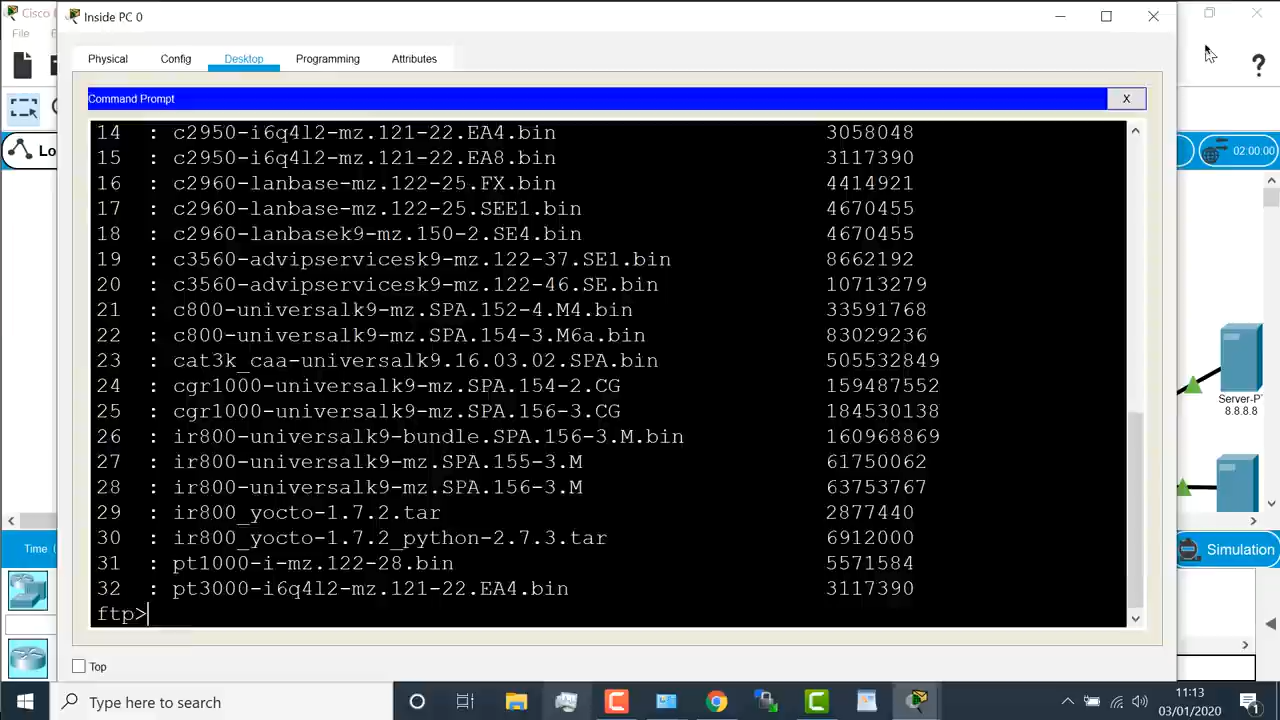 Cisco
Inside PC 0
File
Physical
Config
Desktop
Programming
Attributes
?
Command Prompt
X
14 : c2950-i6q4l2-mz.121-22.EA4.bin 3058048
15 : c2950-i6q4l2-mz.121-22.EA8.bin 3117390
16 : c2960-lanbase-mz.122-25.FX.bin 4414921
17 : c2960-lanbase-mz.122-25.SEE1.bin 4670455
18 : c2960-lanbasek9-mz.150-2.SE4.bin 4670455
19 : c3560-advipservicesk9-mz.122-37.SE1.bin 8662192
20 : c3560-advipservicesk9-mz.122-46.SE.bin 10713279
21 : c800-universalk9-mz.SPA.152-4.M4.bin 33591768
22 : c800-universalk9-mz.SPA.154-3.M6a.bin 83029236
23 : cat3k_caa-universalk9.16.03.02.SPA.bin 505532849
24 : cgr1000-universalk9-mz.SPA.154-2.CG 159487552
25 : cgr1000-universalk9-mz.SPA.156-3.CG 184530138
26 : ir800-universalk9-bundle.SPA.156-3.M.bin 160968869
27 : ir800-universalk9-mz.SPA.155-3.M 61750062
28 : ir800-universalk9-mz.SPA.156-3.M 63753767
29 : ir800_yocto-1.7.2.tar 2877440
30 : ir800_yocto-1.7.2_python-2.7.3.tar 6912000
31 : pt1000-i-mz.122-28.bin 5571584
32 : pt3000-i6q4l2-mz.121-22.EA4.bin 3117390
ftp>
Lo
02:00:00
Server-P
8.8.8.8
Time
Simulation
Top
Type here to search
11:13
03/01/2020
1